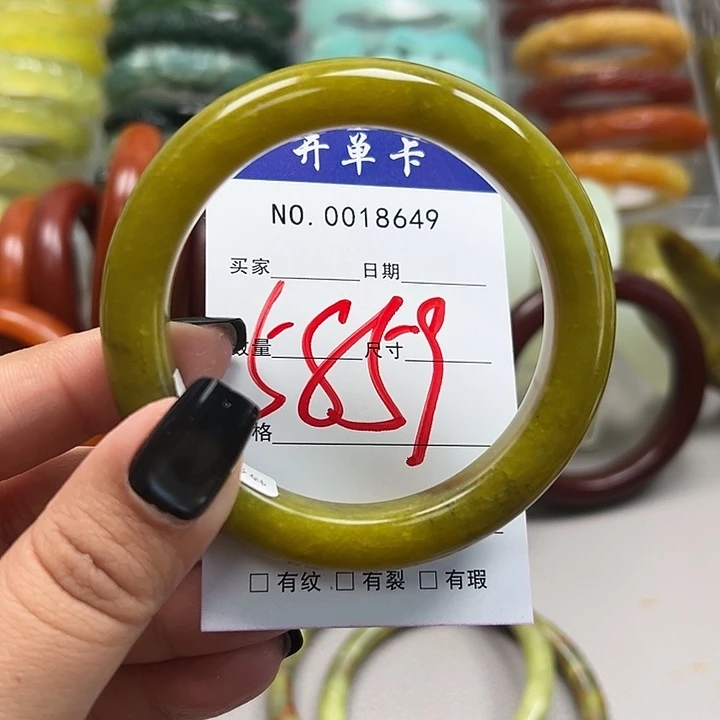 开单卡
NO.0018649
买家 日期
数量 尺寸
5859
格
□ 有纹 □ 有裂 □ 有瑕